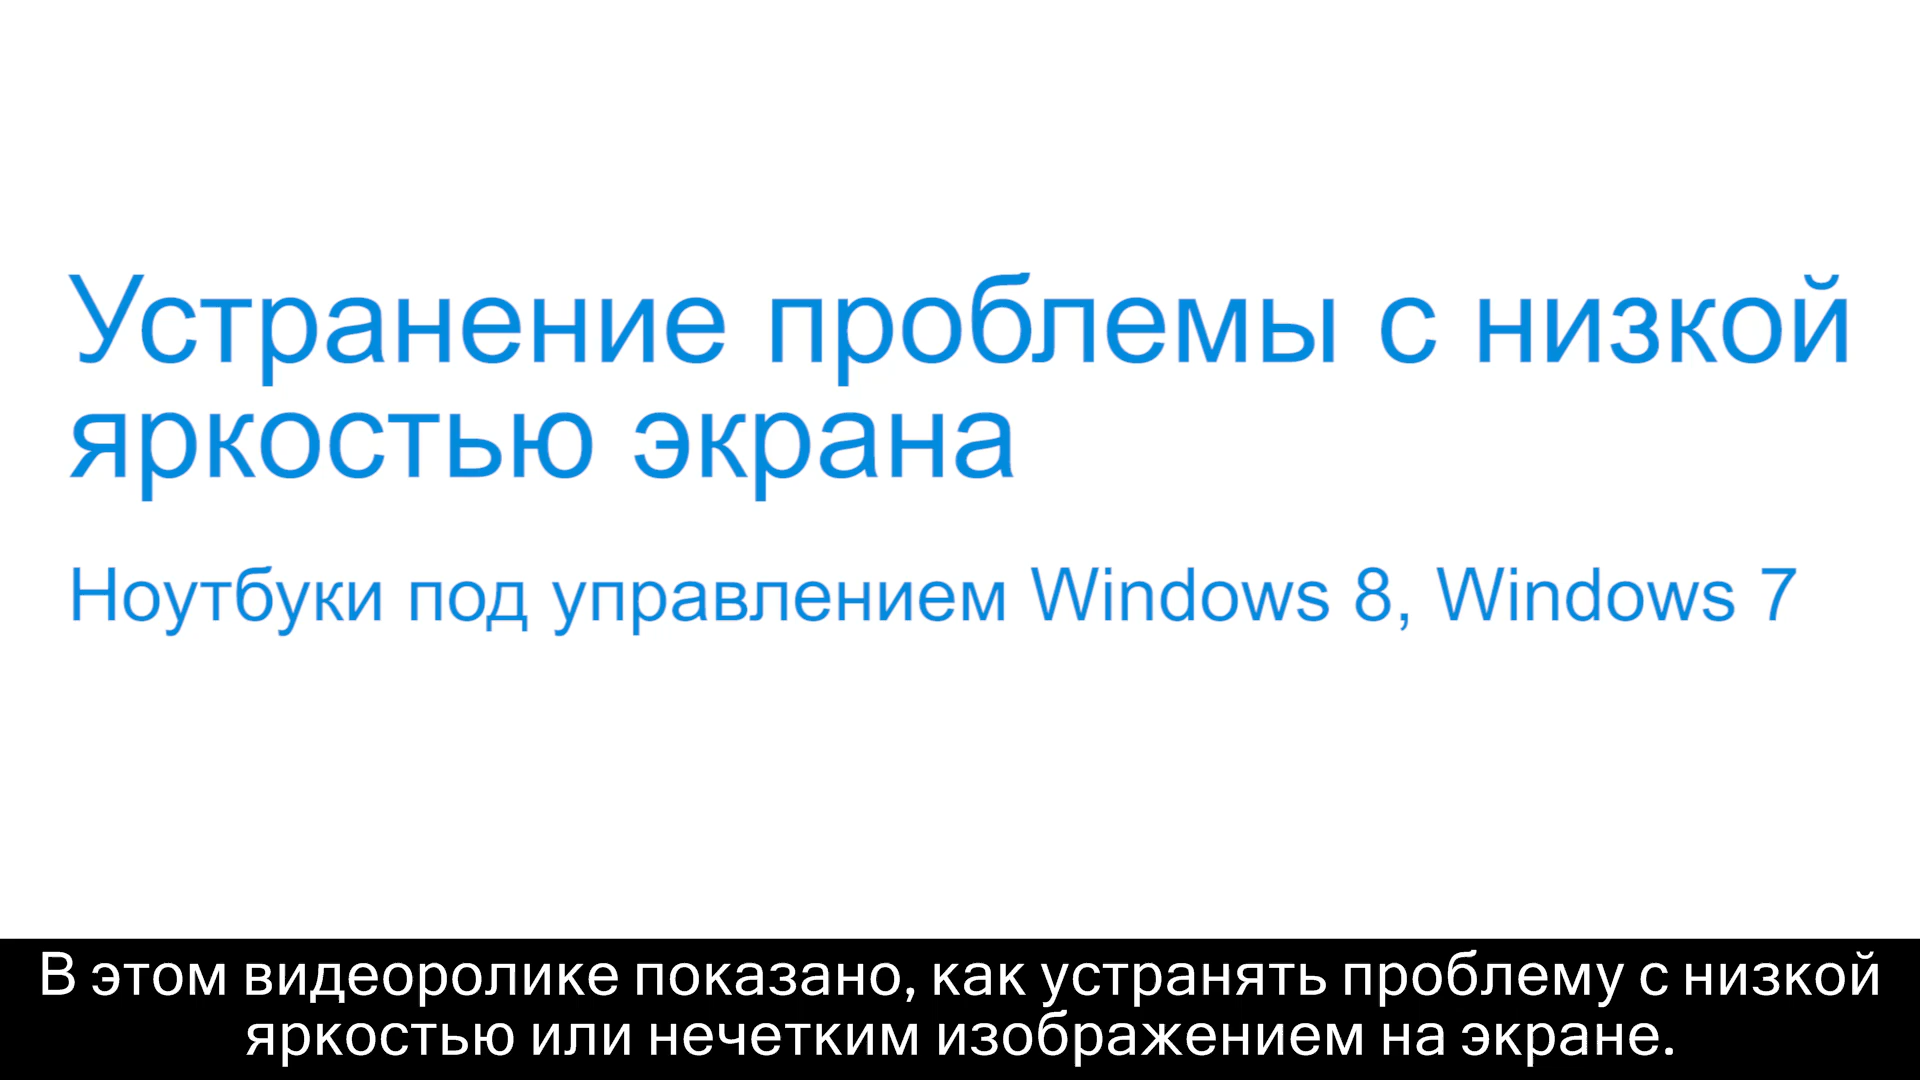 Устранение проблемы с низкой
яркостью экрана
Ноутбуки под управлением Windows 8, Windows 7
В этом видеоролике показано, как устранять проблему с низкой
яркостью или нечетким изображением на экране.